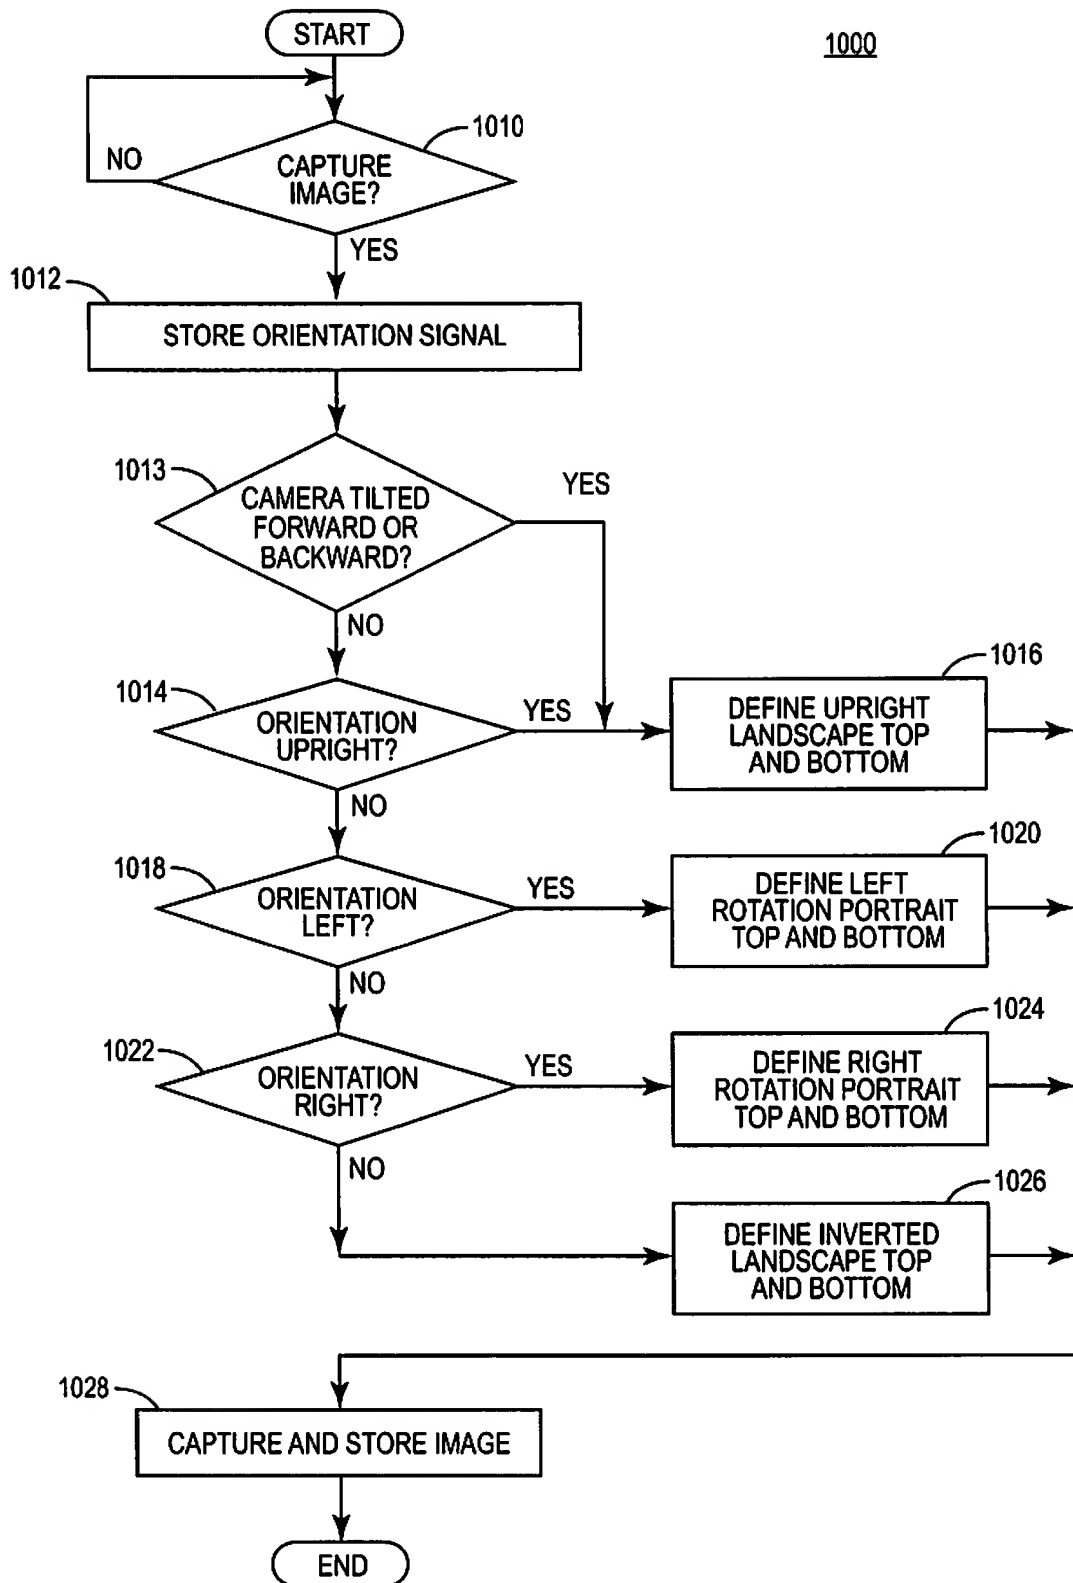 START
1000
1010
CAPTURE
IMAGE?
NO
YES
1012
STORE ORIENTATION SIGNAL
1013
CAMERA TILTED
FORWARD OR
BACKWARD?
YES
NO
1014
ORIENTATION
UPRIGHT?
YES
1016
DEFINE UPRIGHT
LANDSCAPE TOP
AND BOTTOM
NO
1018
ORIENTATION
LEFT?
YES
1020
DEFINE LEFT
ROTATION PORTRAIT
TOP AND BOTTOM
NO
1022
ORIENTATION
RIGHT?
YES
1024
DEFINE RIGHT
ROTATION PORTRAIT
TOP AND BOTTOM
NO
1026
DEFINE INVERTED
LANDSCAPE TOP
AND BOTTOM
1028
CAPTURE AND STORE IMAGE
END